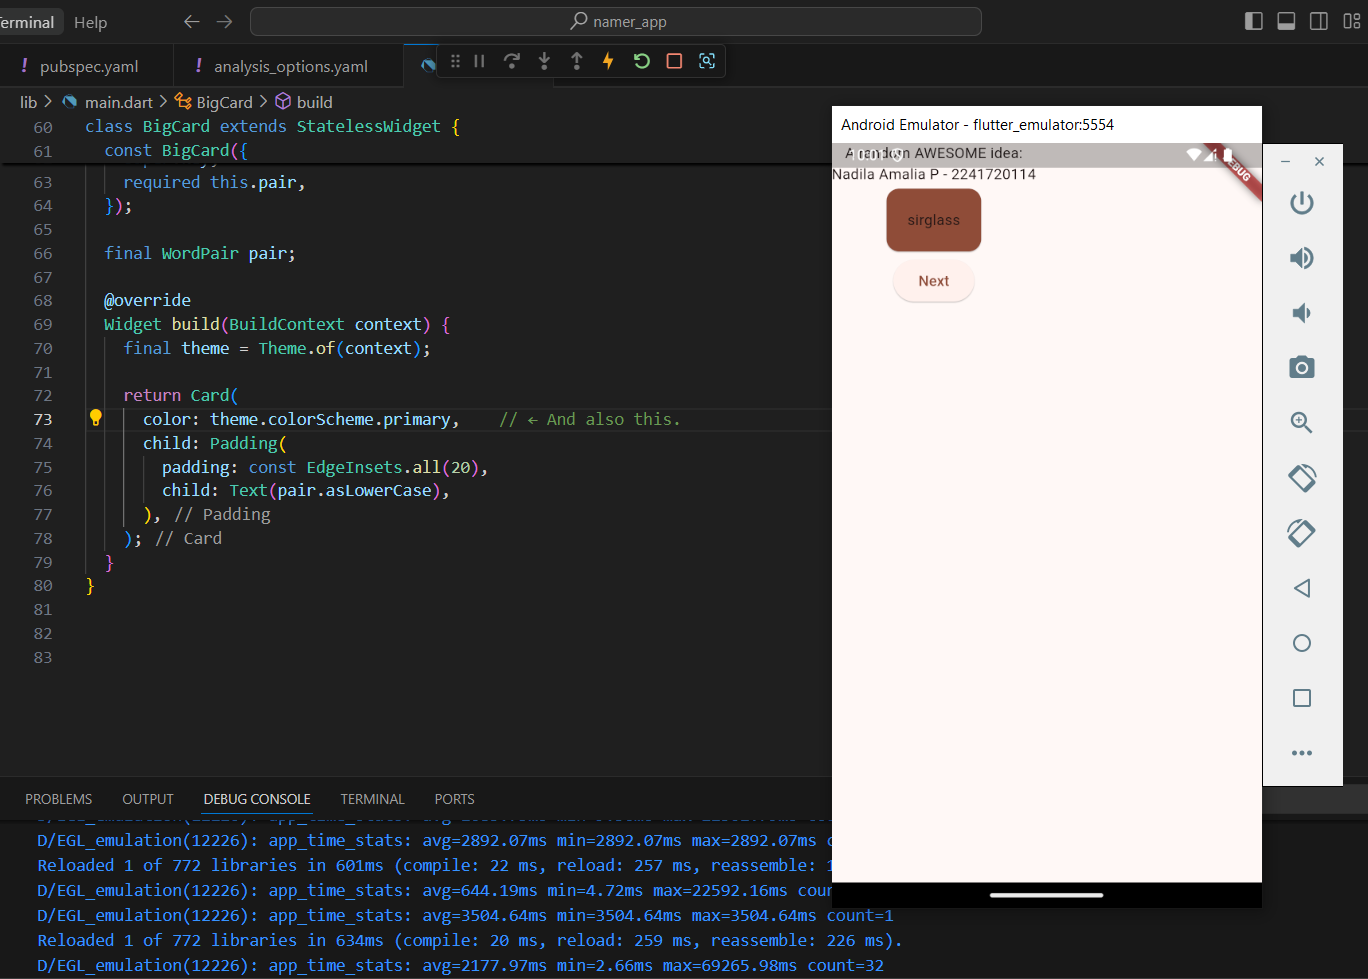 Terminal Help
namer_app
! pubspec.yaml ! analysis_options.yaml
lib > main.dart > BigCard > build
60 class BigCard extends StatelessWidget {
61 const BigCard({
63 required this.pair,
64 });
65
66 final WordPair pair;
67
68 @override
69 Widget build(BuildContext context) {
70 final theme = Theme.of(context);
71
72 return Card(
73 color: theme.colorScheme.primary, // ← And also this.
74 child: Padding(
75 padding: const EdgeInsets.all(20),
76 child: Text(pair.asLowerCase),
77 ), // Padding
78 ); // Card
79 }
80 }
81
82
83
Android Emulator - flutter_emulator:5554
A random AWESOME idea:
Nadila Amalia P - 2241720114
sirglass
Next
PROBLEMS OUTPUT DEBUG CONSOLE TERMINAL PORTS
D/EGL_emulation(12226): app_time_stats: avg=2892.07ms min=2892.07ms max=2892.07ms
Reloaded 1 of 772 libraries in 601ms (compile: 22 ms, reload: 257 ms, reassemble:
D/EGL_emulation(12226): app_time_stats: avg=644.19ms min=4.72ms max=22592.16ms cour
D/EGL_emulation(12226): app_time_stats: avg=3504.64ms min=3504.64ms max=3504.64ms count=1
Reloaded 1 of 772 libraries in 634ms (compile: 20 ms, reload: 259 ms, reassemble: 226 ms).
D/EGL_emulation(12226): app_time_stats: avg=2177.97ms min=2.66ms max=69265.98ms count=32